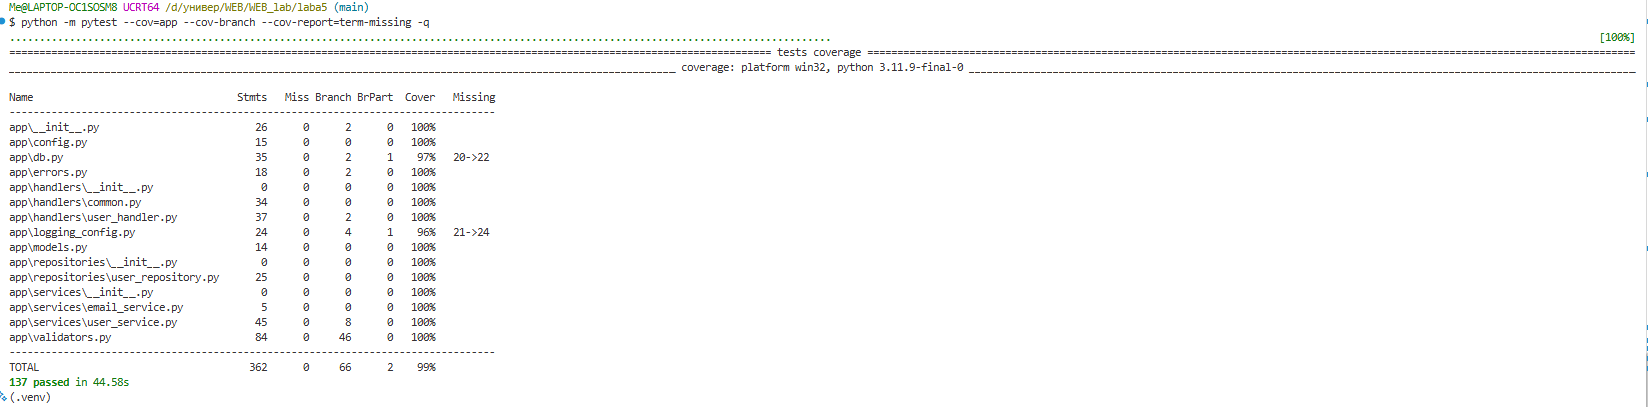 Me@LAPTOP-OC1SOSM8 UCRT64 /d/универ/WEB/WEB_lab/laba5 (main)
$ python -m pytest --cov=app --cov-branch --cov-report=term-missing -q
......................................................................................................................................... [100%]
=============================== tests coverage ===============================
_______________ coverage: platform win32, python 3.11.9-final-0 _______________
Name Stmts Miss Branch BrPart Cover Missing
--------------------------------------------------------------------------------
app\__init__.py 26 0 2 0 100%
app\config.py 15 0 0 0 100%
app\db.py 35 0 2 1 97% 20->22
app\errors.py 18 0 2 0 100%
app\handlers\__init__.py 0 0 0 0 100%
app\handlers\common.py 34 0 0 0 100%
app\handlers\user_handler.py 37 0 2 0 100%
app\logging_config.py 24 0 4 1 96% 21->24
app\models.py 14 0 0 0 100%
app\repositories\__init__.py 0 0 0 0 100%
app\repositories\user_repository.py 25 0 0 0 100%
app\services\__init__.py 0 0 0 0 100%
app\services\email_service.py 5 0 0 0 100%
app\services\user_service.py 45 0 8 0 100%
app\validators.py 84 0 46 0 100%
--------------------------------------------------------------------------------
TOTAL 362 0 66 2 99%
137 passed in 44.58s
(.venv)